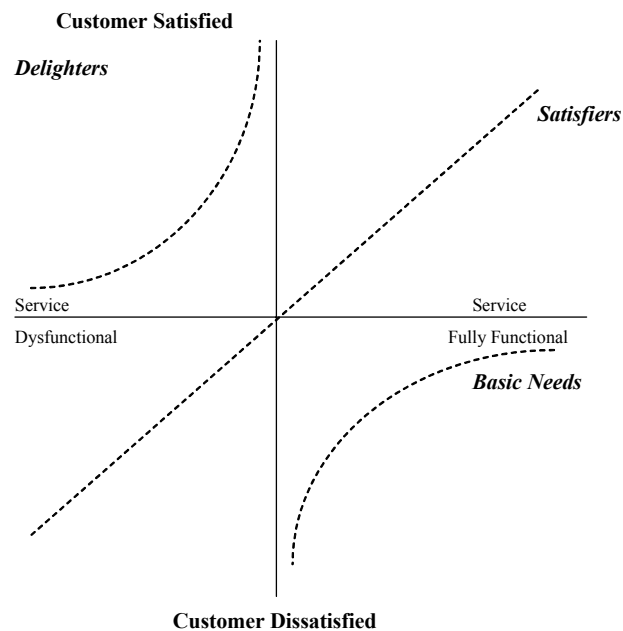 Customer Satisfied
Delighters
Satisfiers
Service
Service
Dysfunctional
Fully Functional
Basic Needs
Customer Dissatisfied